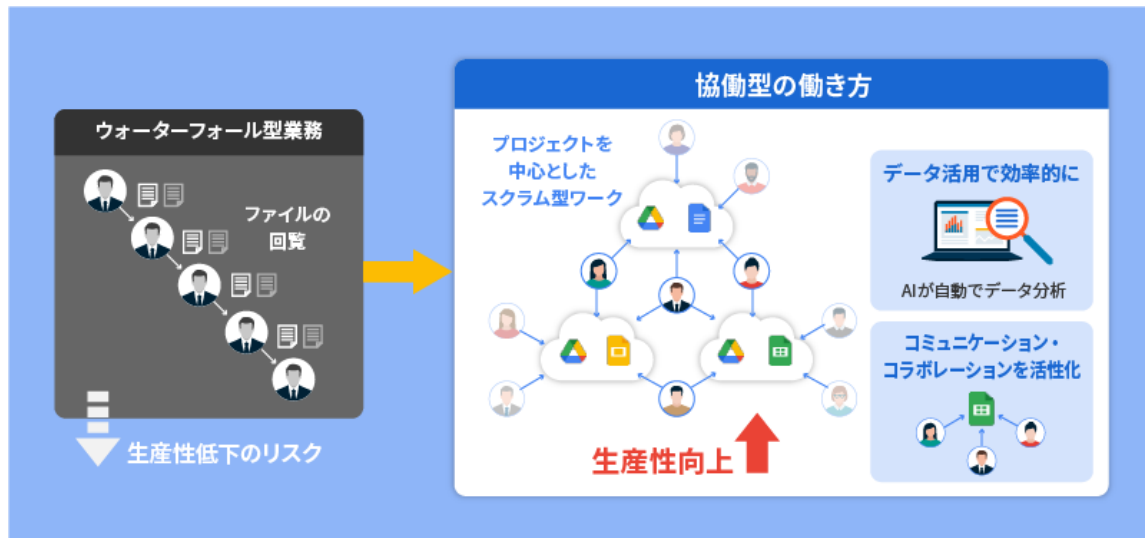 ウォーターフォール型業務
ファイルの
回覧
生産性低下のリスク
協働型の働き方
プロジェクトを
中心とした
スクラム型ワーク
生産性向上
データ活用で効率的に
AIが自動でデータ分析
コミュニケーション・
コラボレーションを活性化